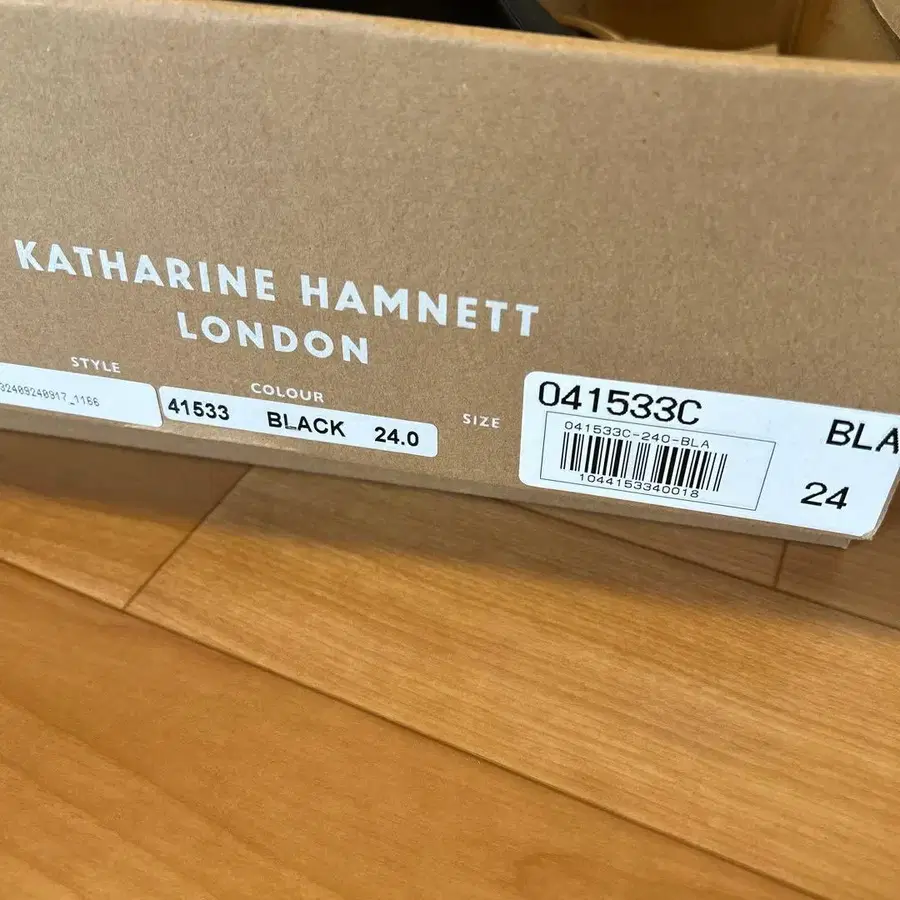 KATHARINE HAMNETT
LONDON
STYLE
COLOUR
SIZE
41533 BLACK 24.0
041533C
BLA
041533C-240-BLA
1044153340018
24